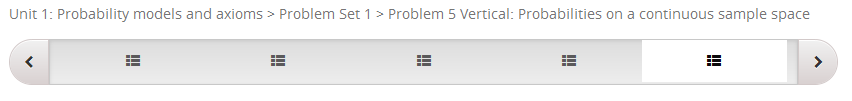 Unit 1: Probability models and axioms > Problem Set 1 > Problem 5 Vertical: Probabilities on a continuous sample space